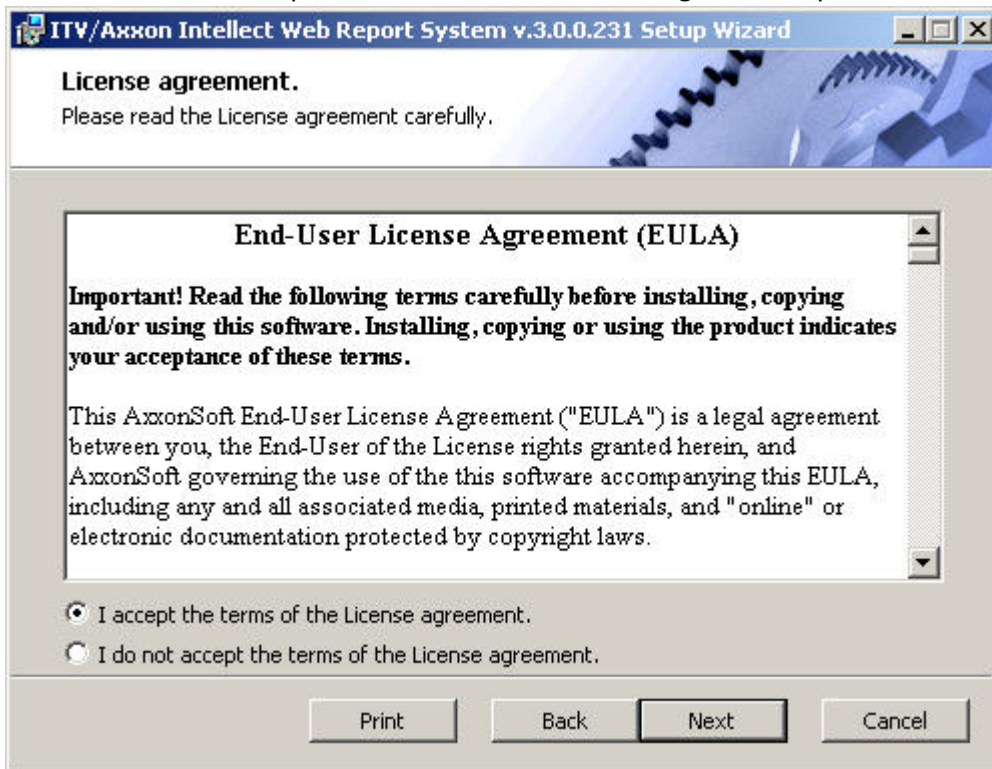 ITV/Axxon Intellect Web Report System v.3.0.0.231 Setup Wizard
License agreement.
Please read the License agreement carefully.
End-User License Agreement (EULA)
Important! Read the following terms carefully before installing, copying
and/or using this software. Installing, copying or using the product indicates
your acceptance of these terms.
This AxxonSoft End-User License Agreement ("EULA") is a legal agreement
between you, the End-User of the License rights granted herein, and
AxxonSoft governing the use of the this software accompanying this EULA,
including any and all associated media, printed materials, and "online" or
electronic documentation protected by copyright laws.
I accept the terms of the License agreement.
I do not accept the terms of the License agreement.
Print Back Next Cancel